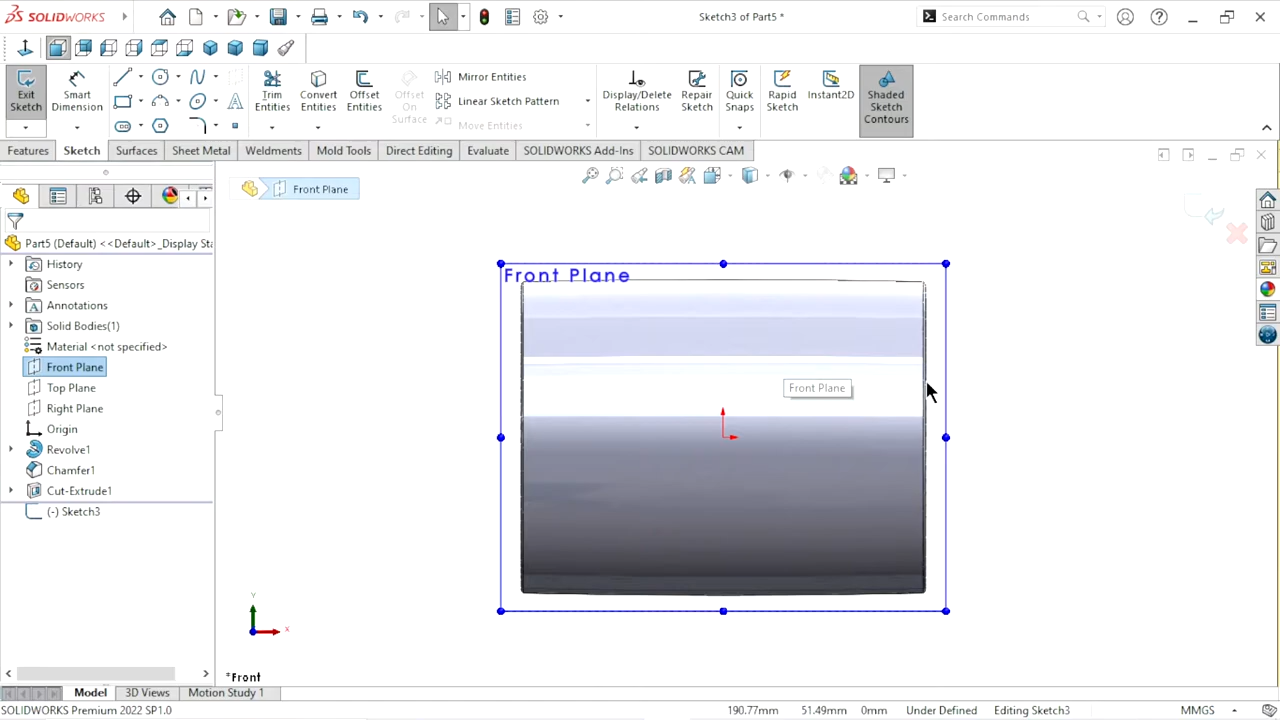 SOLIDWORKS
Sketch3 of Part5 *
Search Commands
Exit Sketch
Smart Dimension
Trim Entities
Convert Entities
Offset Entities
Offset On Surface
Mirror Entities
Linear Sketch Pattern
Move Entities
Display/Delete Relations
Repair Sketch
Quick Snaps
Rapid Sketch
Instant2D
Shaded Sketch Contours
Features
Sketch
Surfaces
Sheet Metal
Weldments
Mold Tools
Direct Editing
Evaluate
SOLIDWORKS Add-Ins
SOLIDWORKS CAM
Front Plane
Part5 (Default) <<Default>_Display Sta
History
Sensors
Annotations
Solid Bodies(1)
Material <not specified>
Front Plane
Top Plane
Right Plane
Origin
Revolve1
Chamfer1
Cut-Extrude1
(-) Sketch3
Front Plane
Front Plane
Y
X
*Front
Model
3D Views
Motion Study 1
SOLIDWORKS Premium 2022 SP1.0
190.77mm
51.49mm
0mm
Under Defined
Editing Sketch3
MMGS